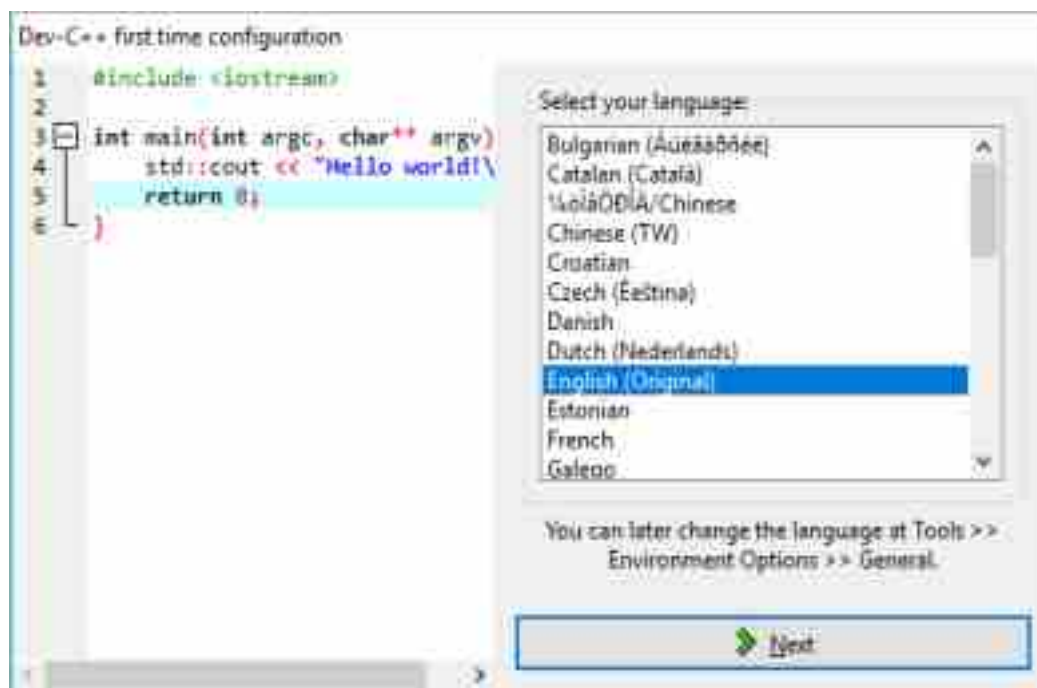 Dev-C++ first time configuration
1 #include <iostream>
2
3 int main(int argc, char** argv)
4 std::cout << "Hello world!\
5 return 0;
6 }
Select your language:
Bulgarian
Catalan (Català)
/Chinese
Chinese (TW)
Croatian
Czech (Èeština)
Danish
Dutch (Nederlands)
English (Original)
Estonian
French
Galego
You can later change the language at Tools >>
Environment Options >> General.
Next